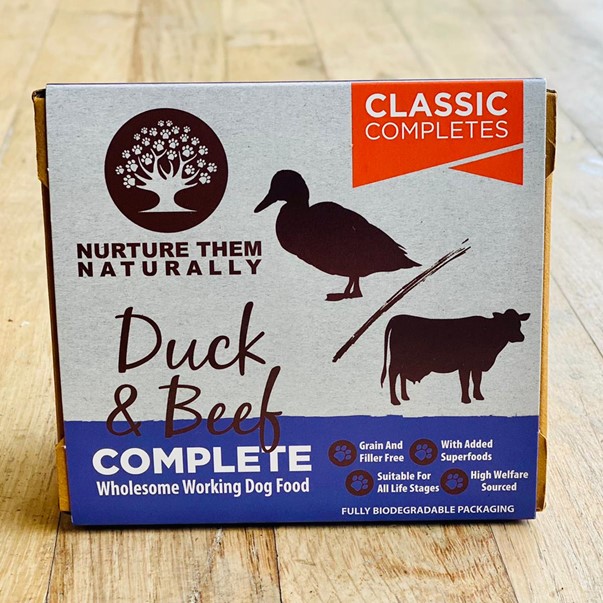 CLASSIC
COMPLETES
NURTURE THEM
NATURALLY
Duck
& Beef
COMPLETE
Wholesome Working Dog Food
Grain And
Filler Free
With Added
Superfoods
Suitable For
All Life Stages
High Welfare
Sourced
FULLY BIODEGRADABLE PACKAGING